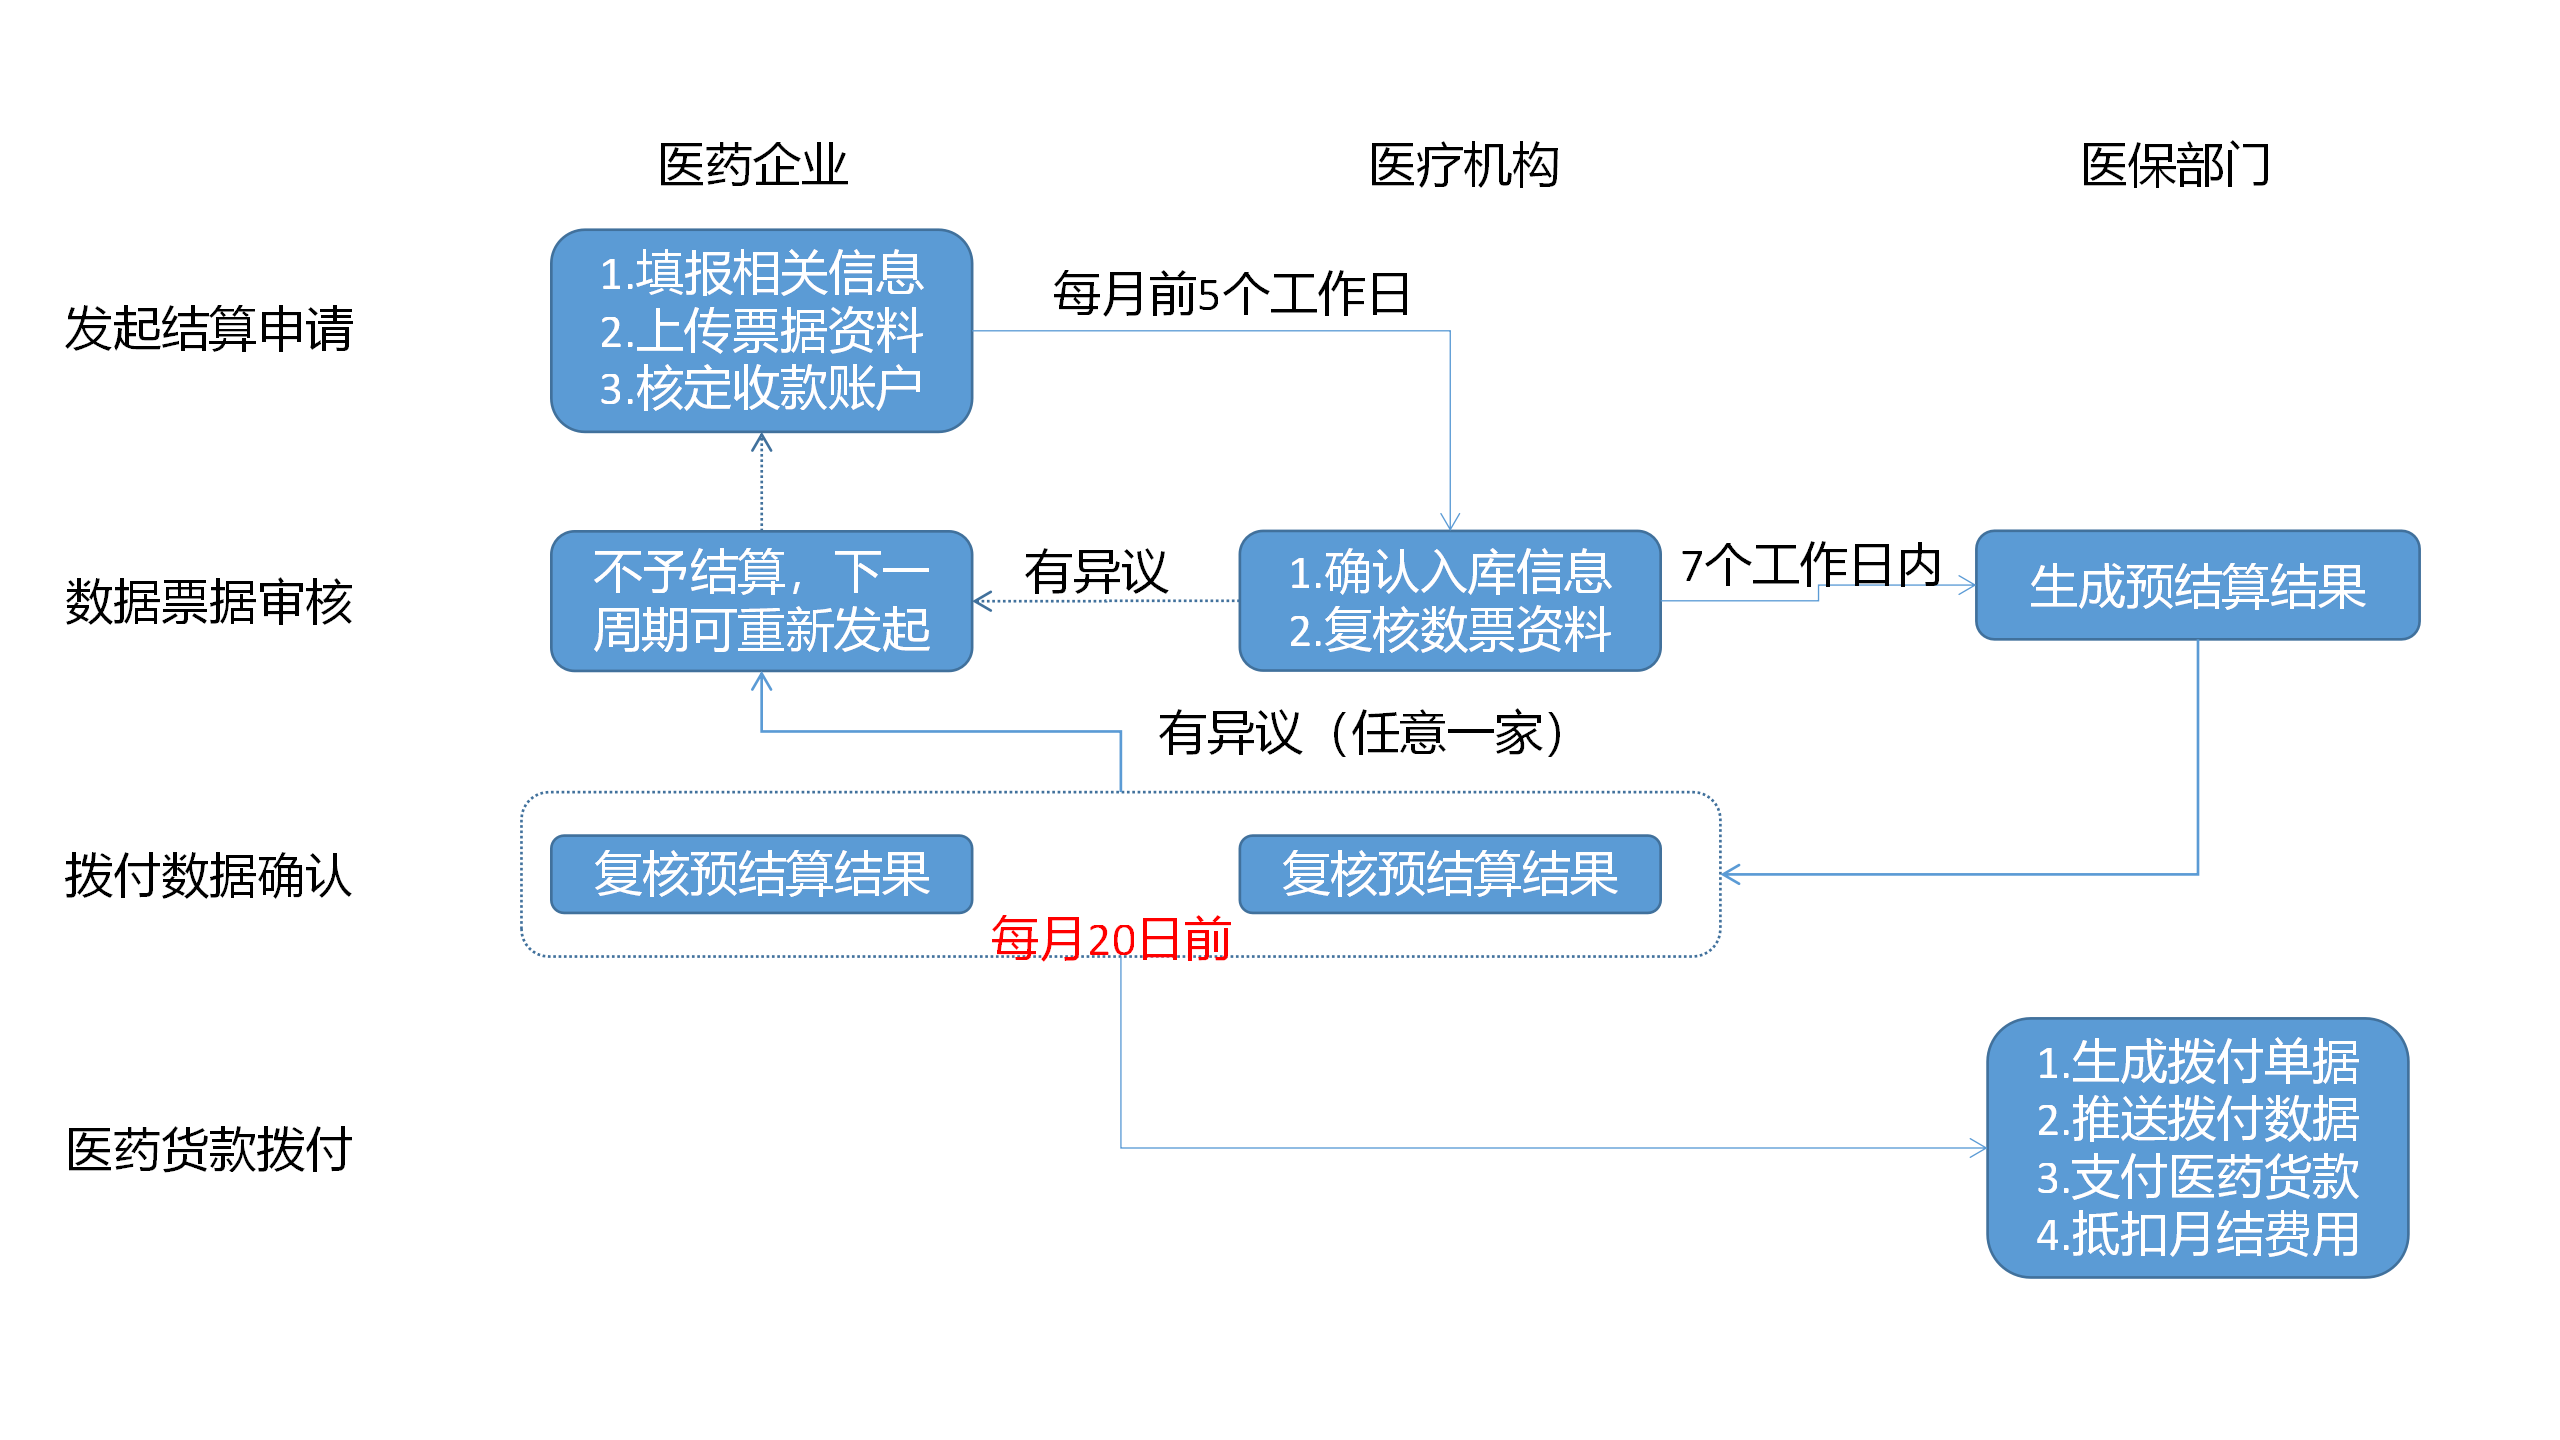 医药企业
医疗机构
医保部门
发起结算申请
1.填报相关信息
2.上传票据资料
3.核定收款账户
每月前5个工作日
数据票据审核
不予结算，下一
周期可重新发起
有异议
1.确认入库信息
2.复核数票资料
7个工作日内
生成预结算结果
有异议（任意一家）
拨付数据确认
复核预结算结果
复核预结算结果
每月20日前
医药货款拨付
1.生成拨付单据
2.推送拨付数据
3.支付医药货款
4.抵扣月结费用